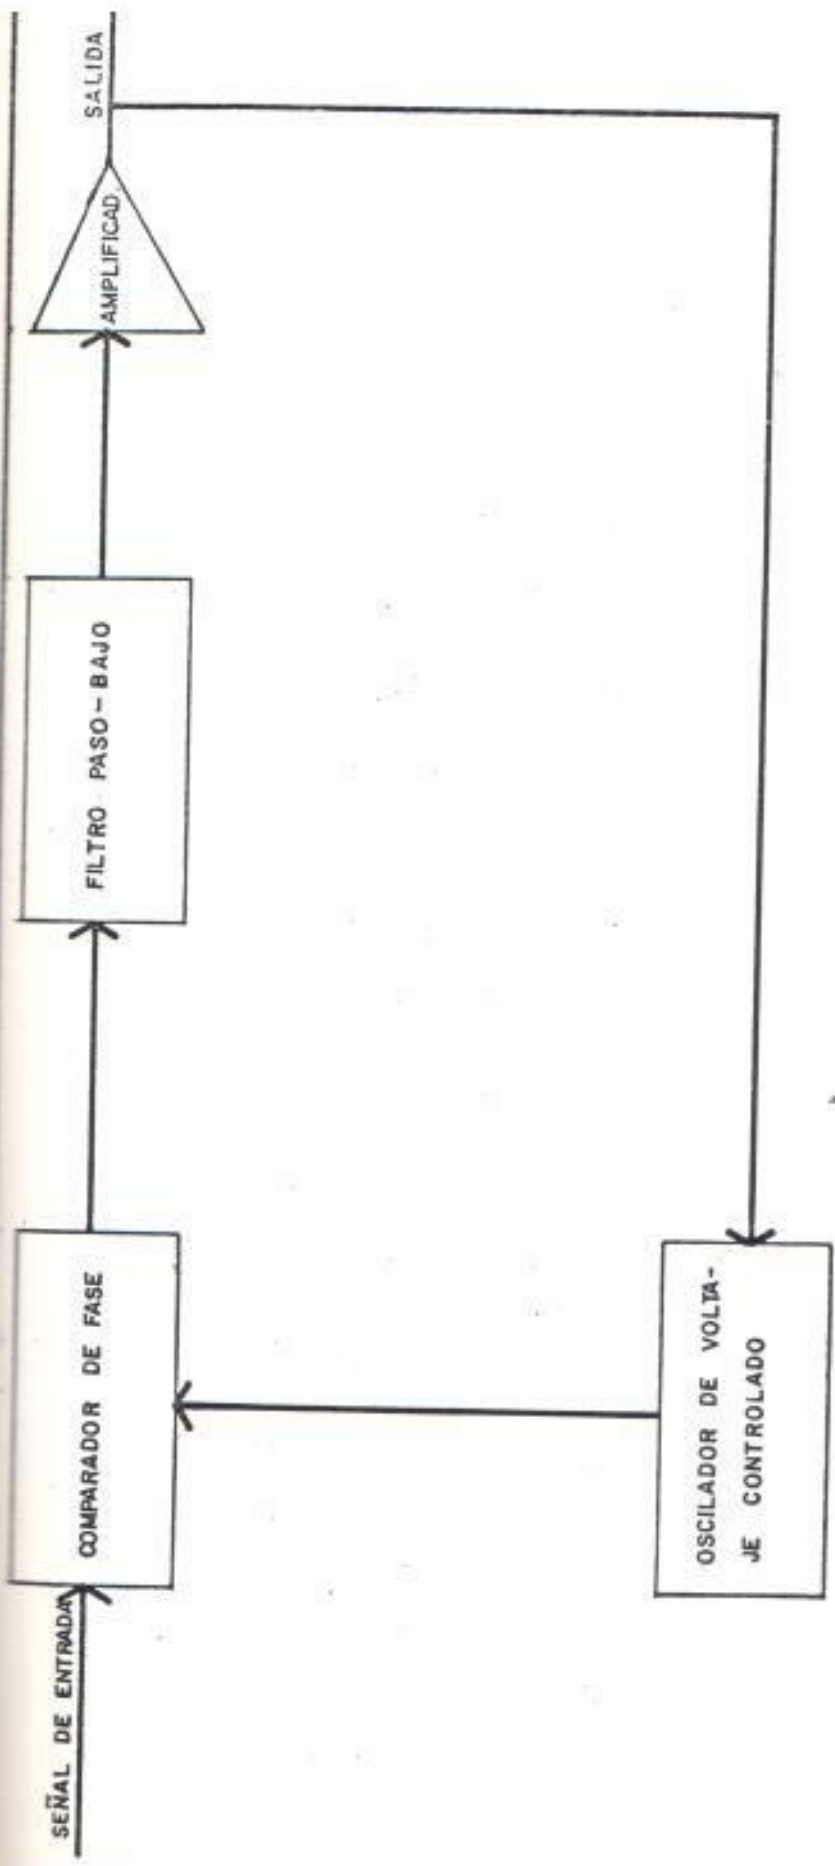 SEÑAL DE ENTRADA
COMPARADOR DE FASE
FILTRO PASO-BAJO
AMPLIFICAD.
SALIDA
OSCILADOR DE VOLTA-
JE CONTROLADO